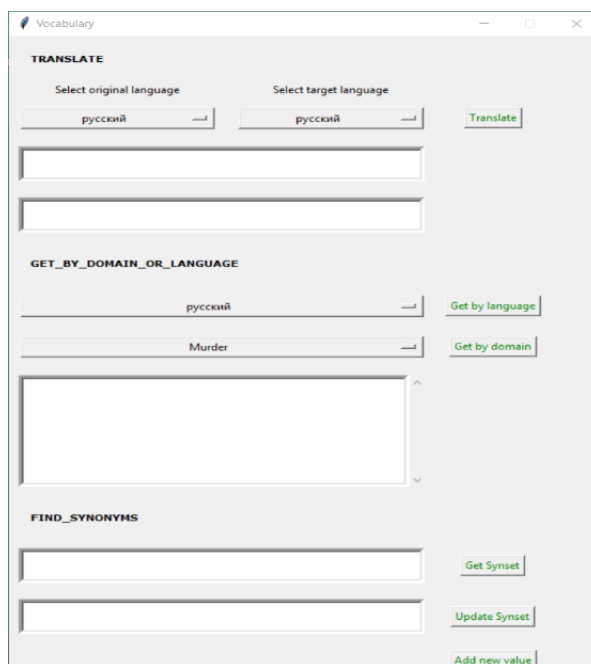 Vocabulary
TRANSLATE
Select original language
Select target language
русский
русский
Translate
GET_BY_DOMAIN_OR_LANGUAGE
русский
Get by language
Murder
Get by domain
FIND_SYNONYMS
Get Synset
Update Synset
Add new value